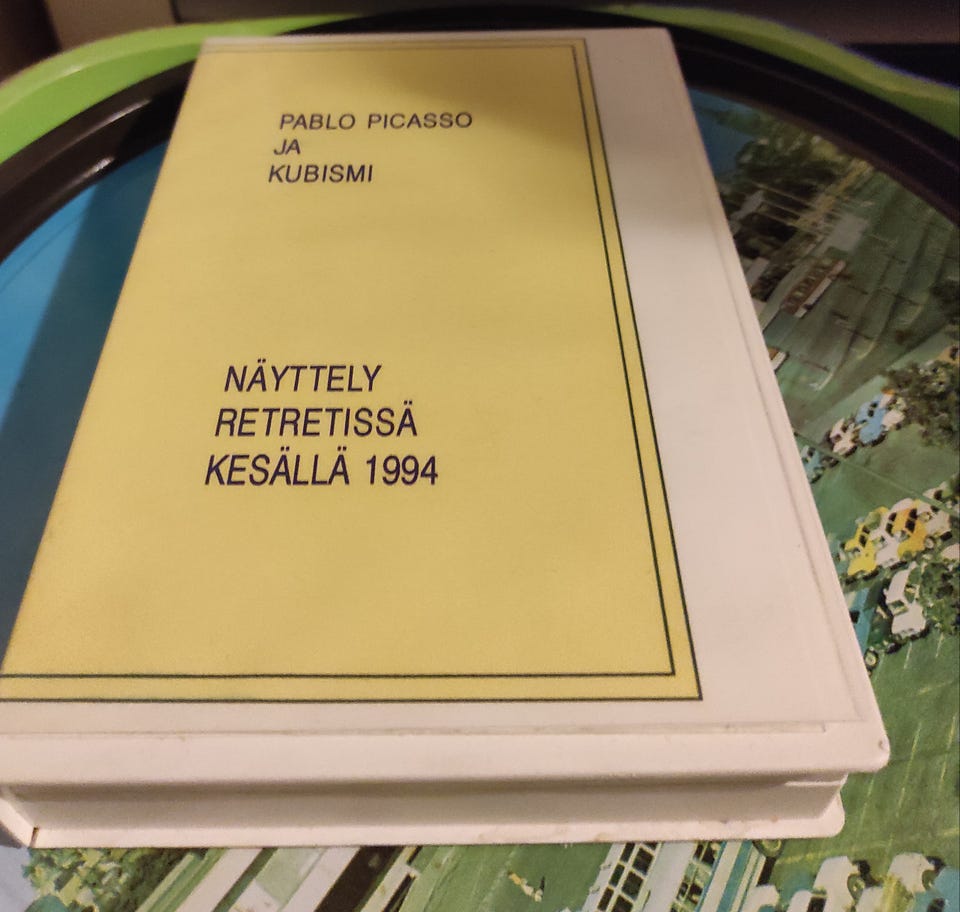 PABLO PICASSO
JA
KUBISMI
NÄYTTELY
RETRETISSÄ
KESÄLLÄ 1994